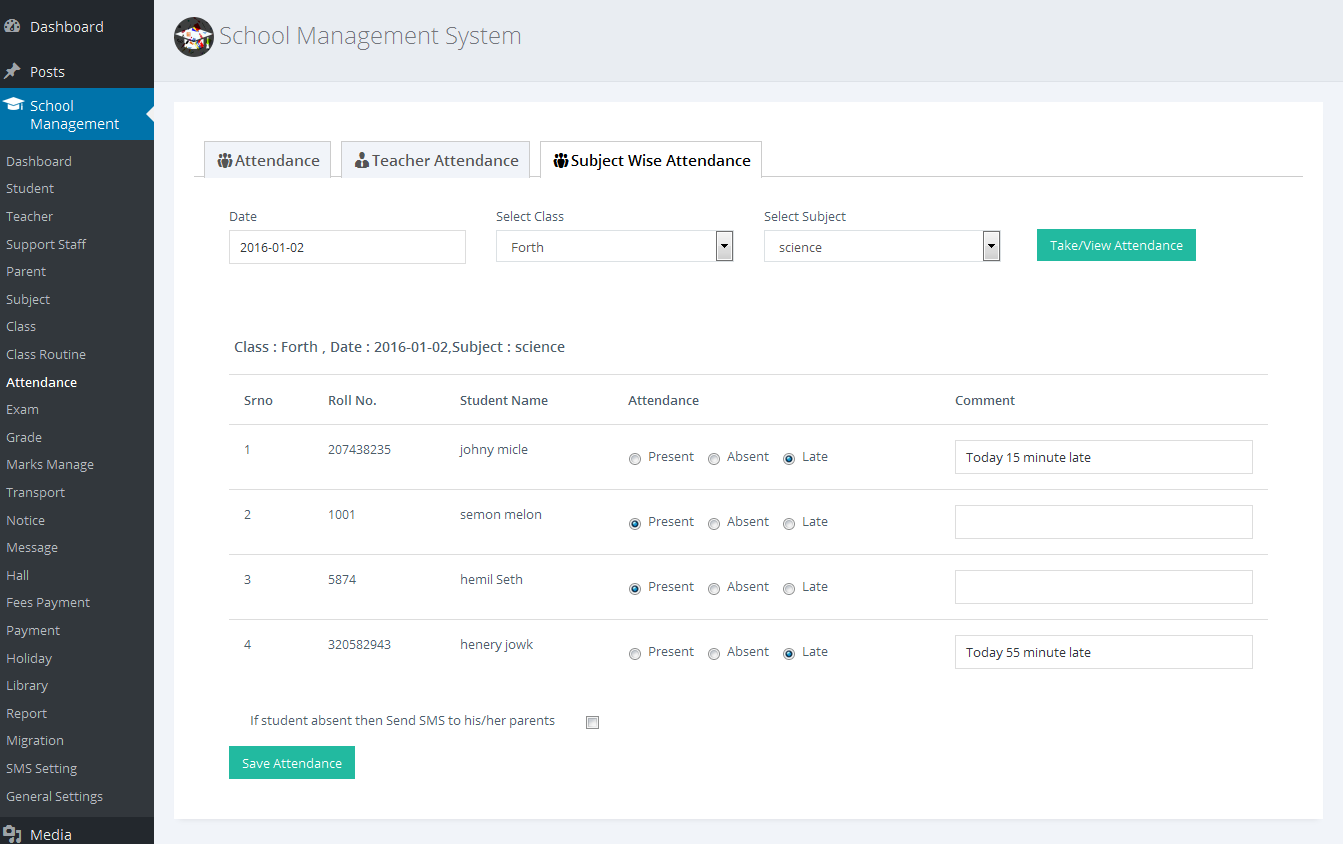 Dashboard
Posts
School
Management
Dashboard
Student
Teacher
Support Staff
Parent
Subject
Class
Class Routine
Attendance
Exam
Grade
Marks Manage
Transport
Notice
Message
Hall
Fees Payment
Payment
Holiday
Library
Report
Migration
SMS Setting
General Settings
Media
School Management System
Attendance Teacher Attendance Subject Wise Attendance
Date Select Class Select Subject
2016-01-02 Forth science Take/View Attendance
Class : Forth , Date : 2016-01-02,Subject : science
Srno Roll No. Student Name Attendance Comment
1 207438235 johny micle Present Absent Late Today 15 minute late
2 1001 semon melon Present Absent Late
3 5874 hemil Seth Present Absent Late
4 320582943 henery jowk Present Absent Late Today 55 minute late
If student absent then Send SMS to his/her parents
Save Attendance